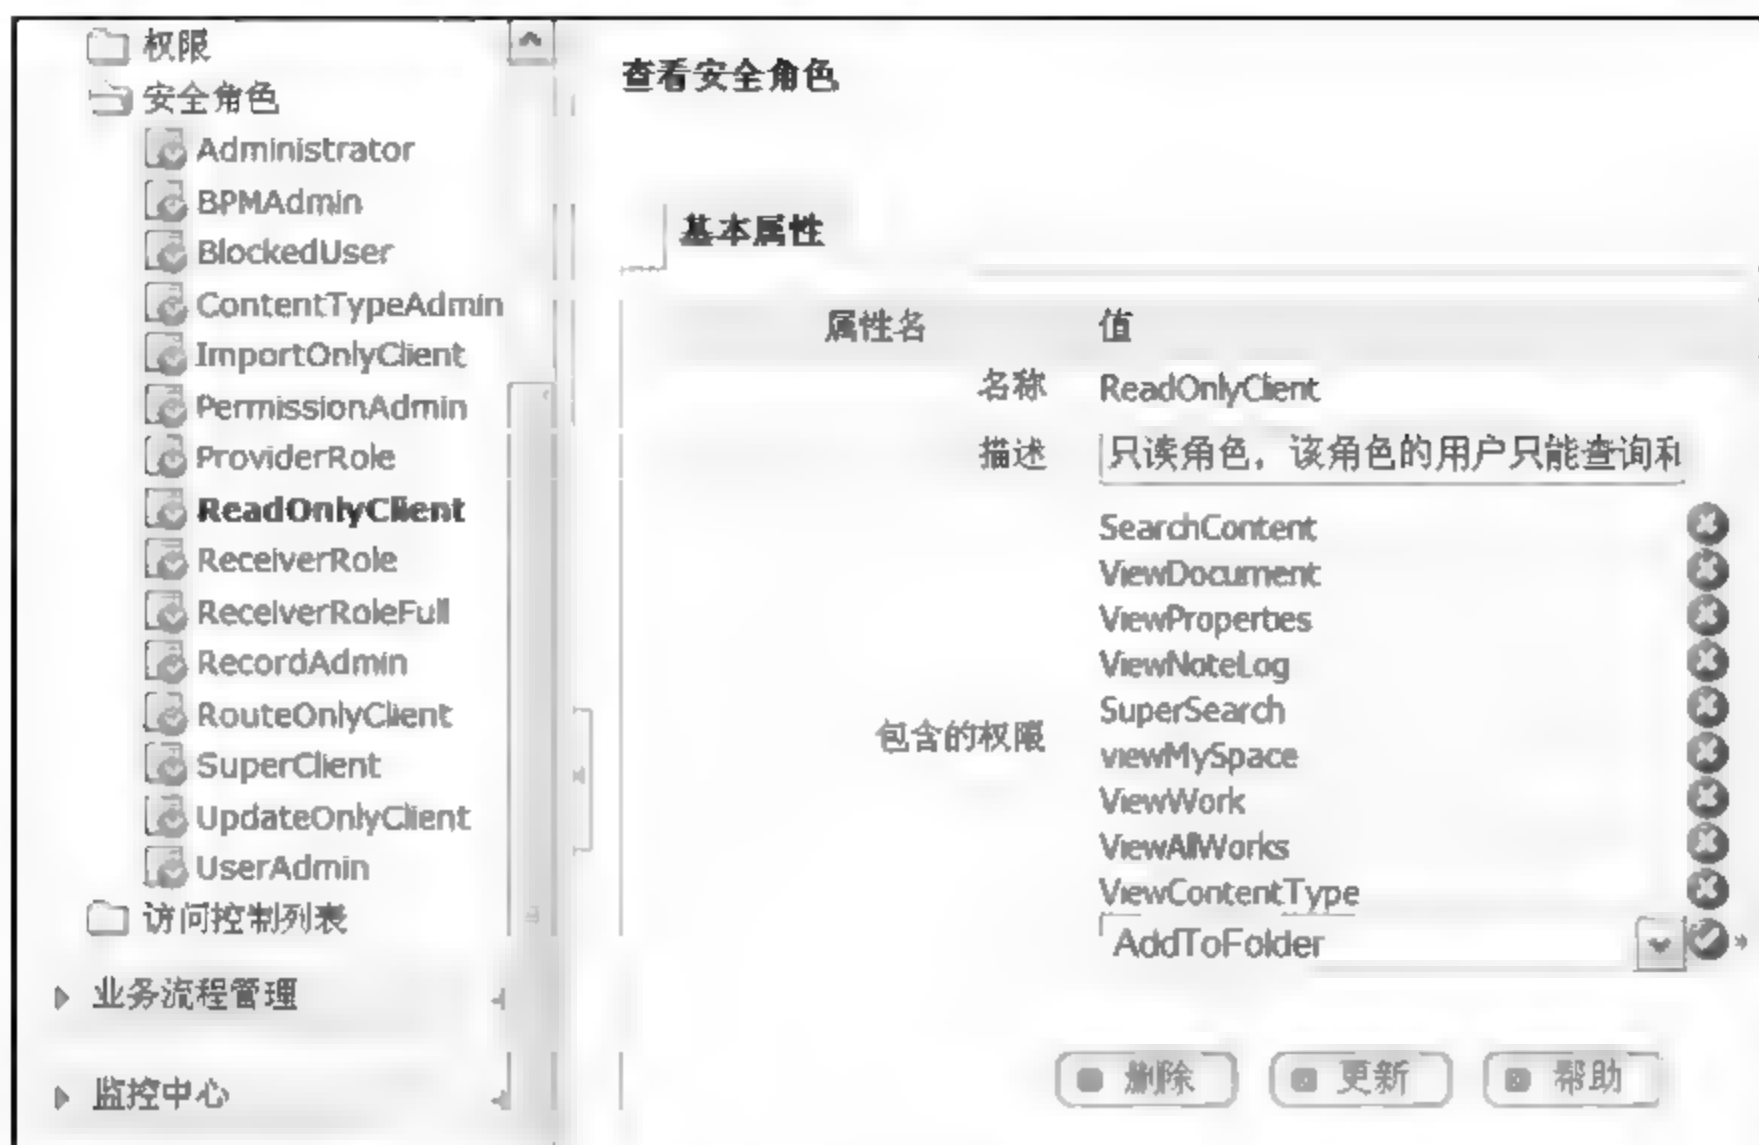 权限
安全角色
Administrator
BPMAdmin
BlockedUser
ContentTypeAdmin
ImportOnlyClient
PermissionAdmin
ProviderRole
ReadOnlyClient
ReceiverRole
ReceiverRoleFull
RecordAdmin
RouteOnlyClient
SuperClient
UpdateOnlyClient
UserAdmin
访问控制列表
业务流程管理
监控中心
查看安全角色
基本属性
属性名 值
名称 ReadOnlyClient
描述 只读角色，该角色的用户只能查询和
包含的权限
SearchContent
ViewDocument
ViewProperties
ViewNoteLog
SuperSearch
viewMySpace
ViewWork
ViewAllWorks
ViewContentType
AddToFolder
删除 更新 帮助